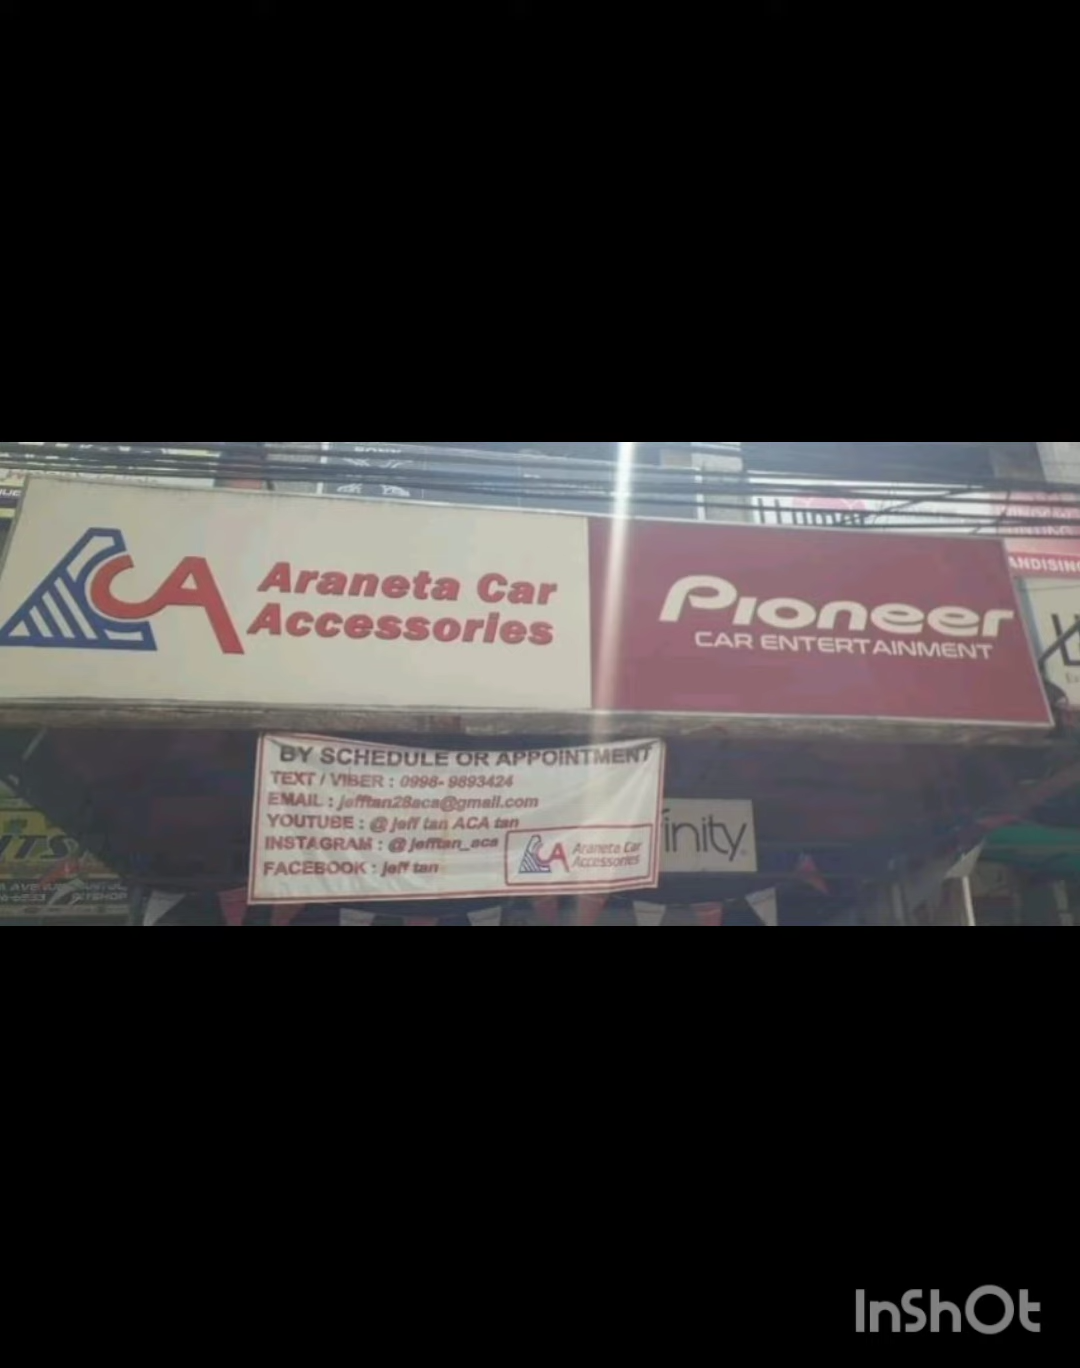 ACA
Araneta Car
Accessories
Pioneer
CAR ENTERTAINMENT
ANDISING
BY SCHEDULE OR APPOINTMENT
TEXT / VIBER : 0998- 9893424
EMAIL : jefftan28aca@gmail.com
YOUTUBE : @ jeff tan ACA tan
INSTAGRAM : @ jefftan_aca
FACEBOOK : jeff tan
Araneta Car
Accessories
inity
InShOt